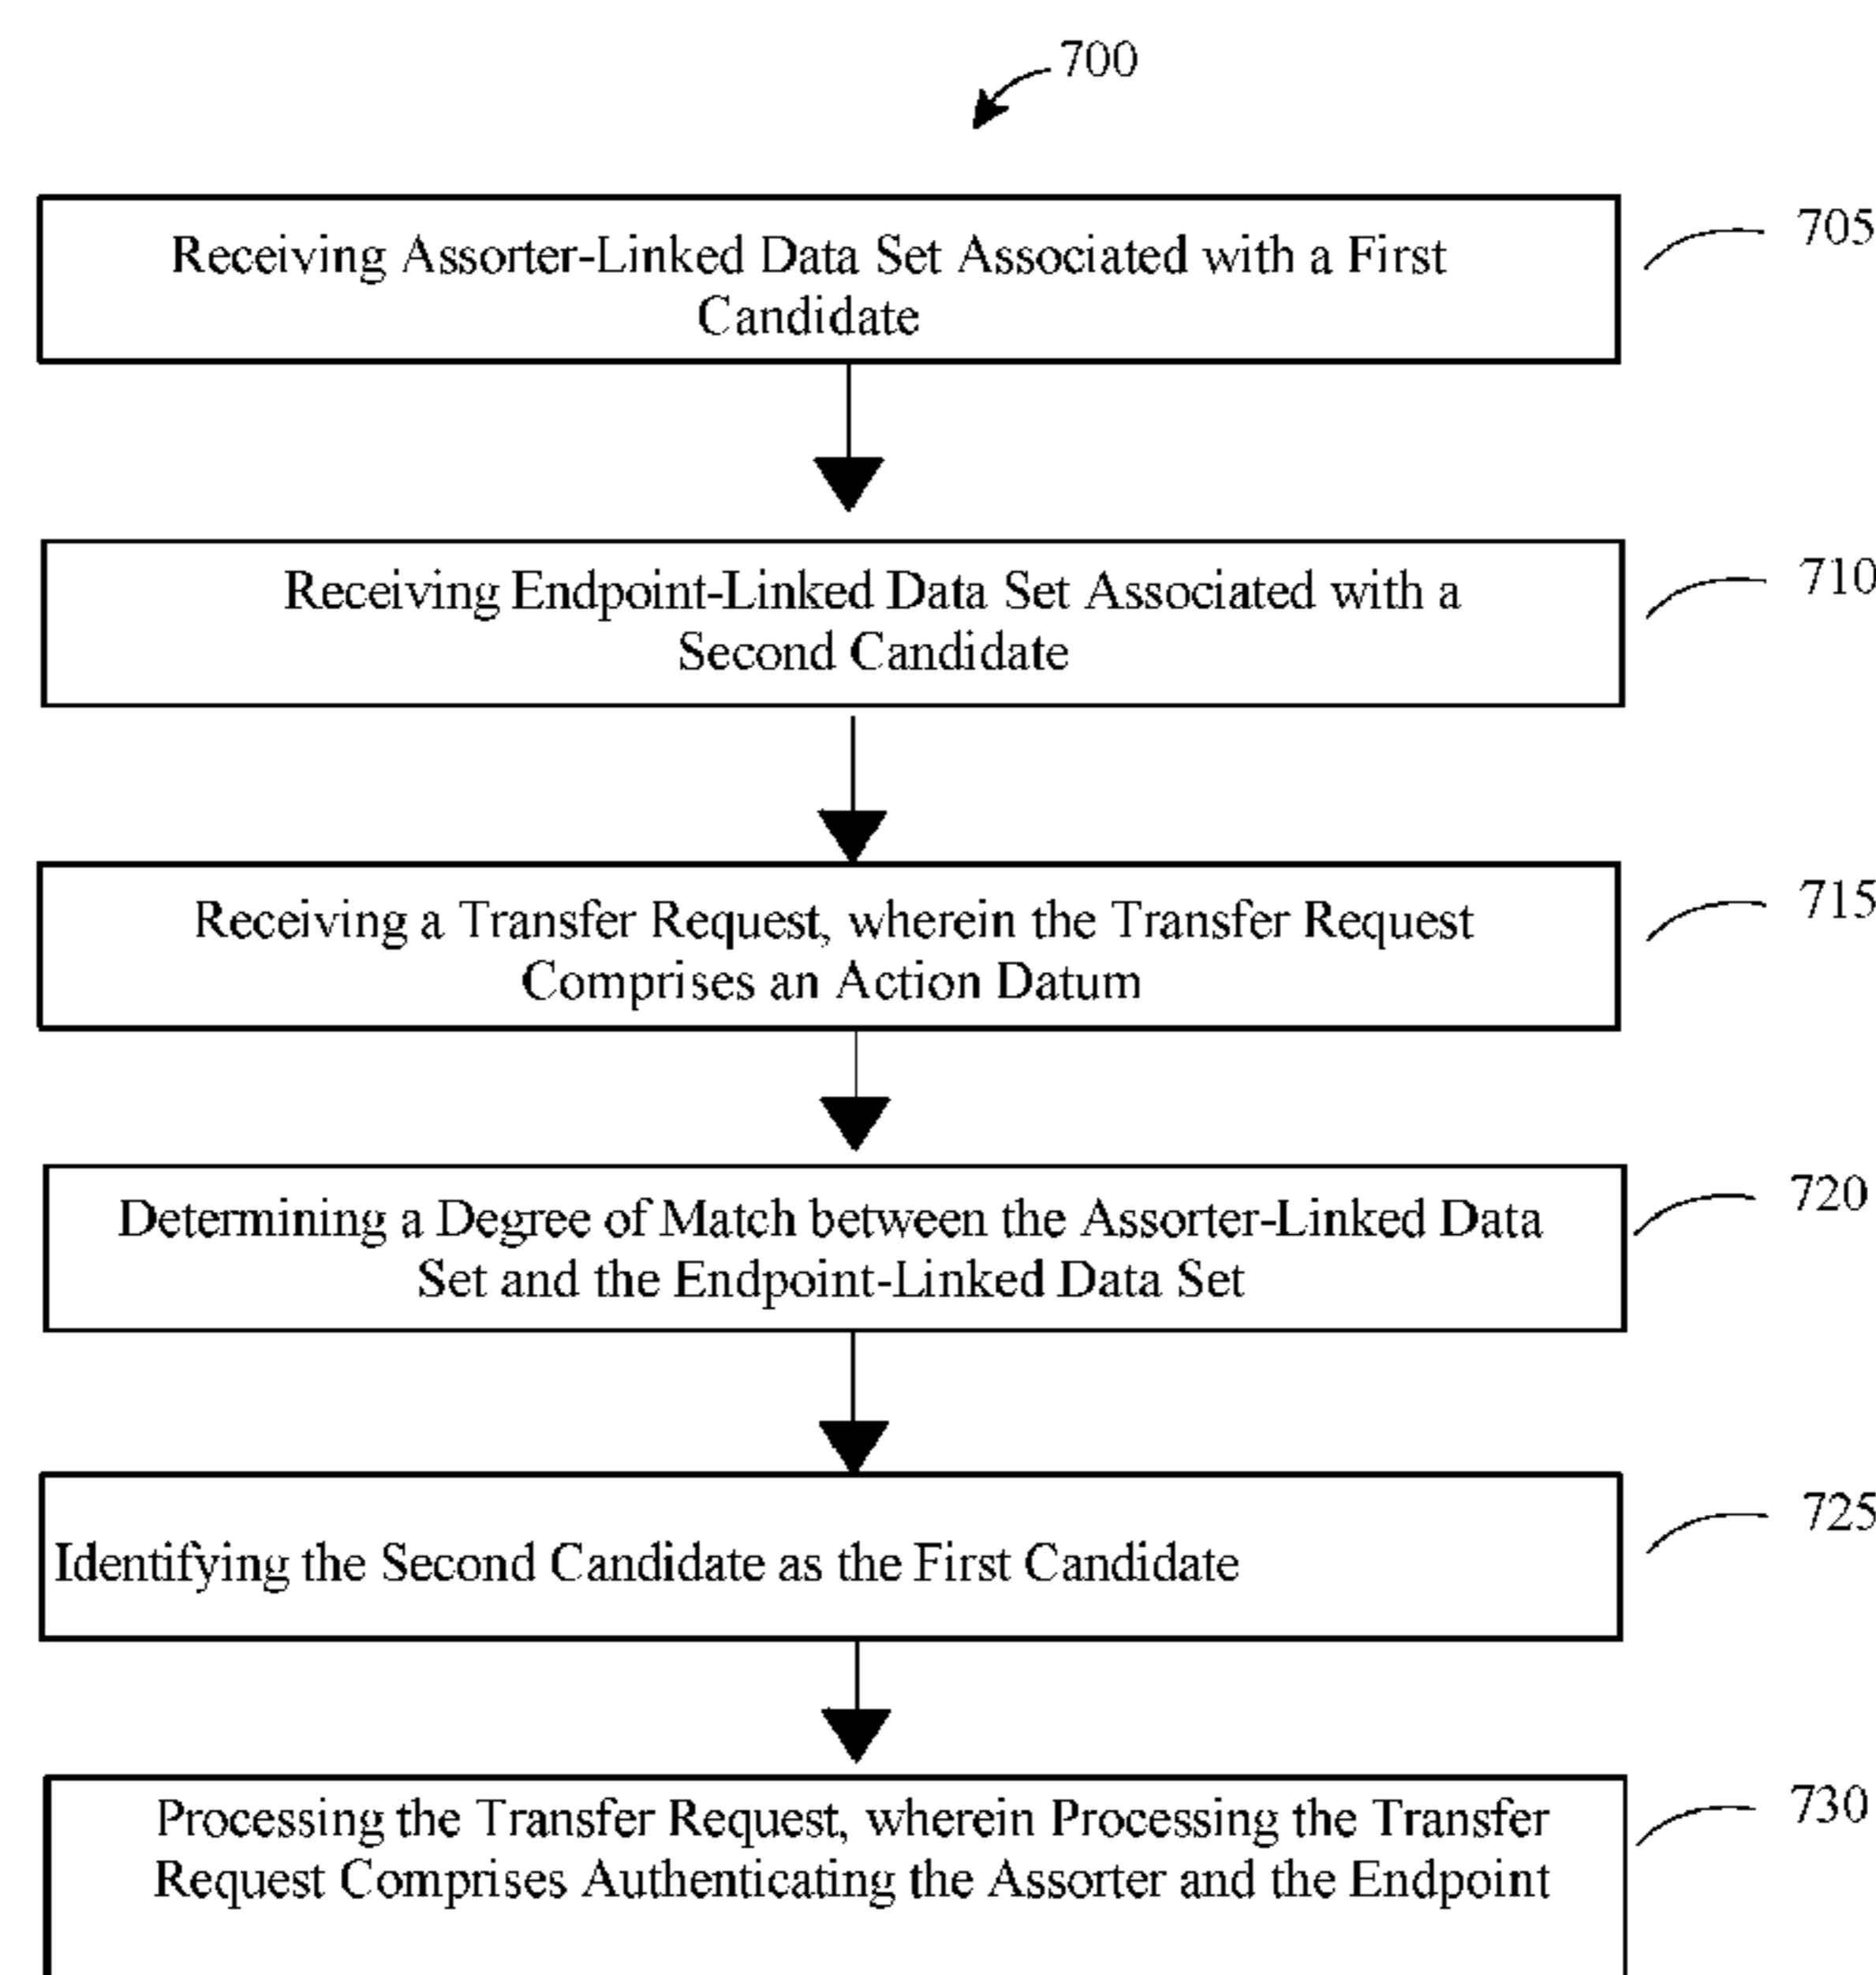 700
Receiving Assorter-Linked Data Set Associated with a First
Candidate
705
Receiving Endpoint-Linked Data Set Associated with a
Second Candidate
710
Receiving a Transfer Request, wherein the Transfer Request
Comprises an Action Datum
715
Determining a Degree of Match between the Assorter-Linked Data
Set and the Endpoint-Linked Data Set
720
Identifying the Second Candidate as the First Candidate
725
Processing the Transfer Request, wherein Processing the Transfer
Request Comprises Authenticating the Assorter and the Endpoint
730